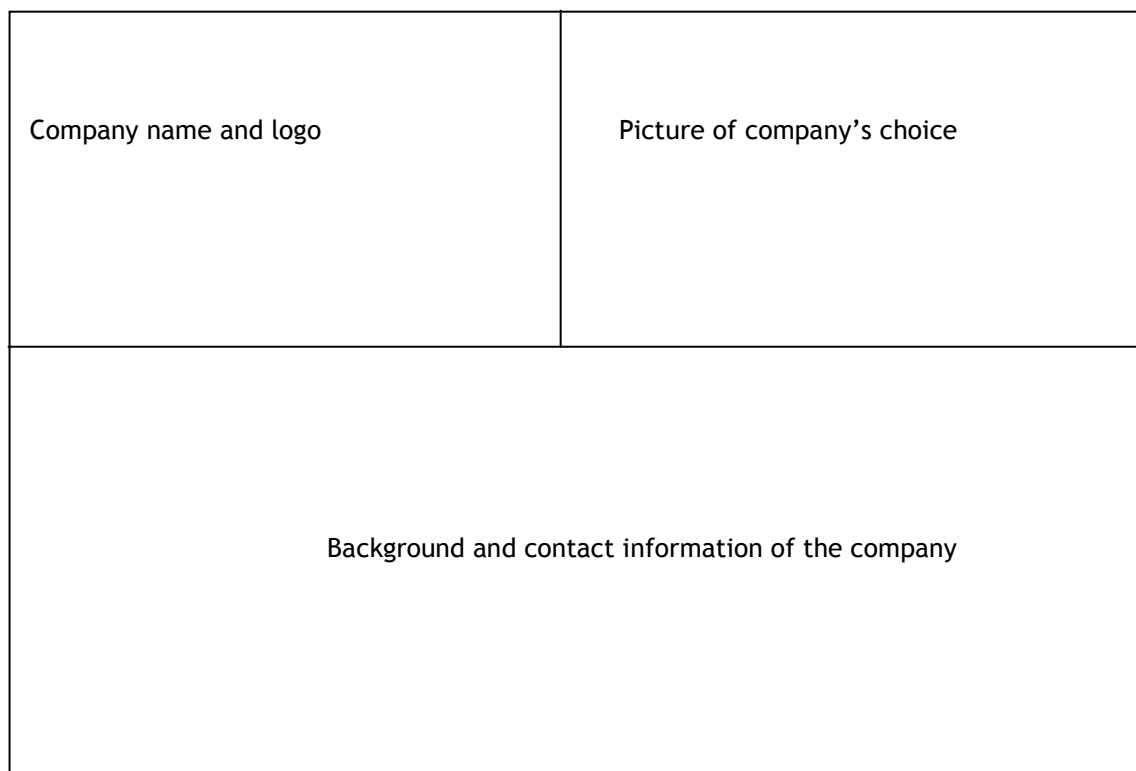 Company name and logo
Picture of company’s choice
Background and contact information of the company